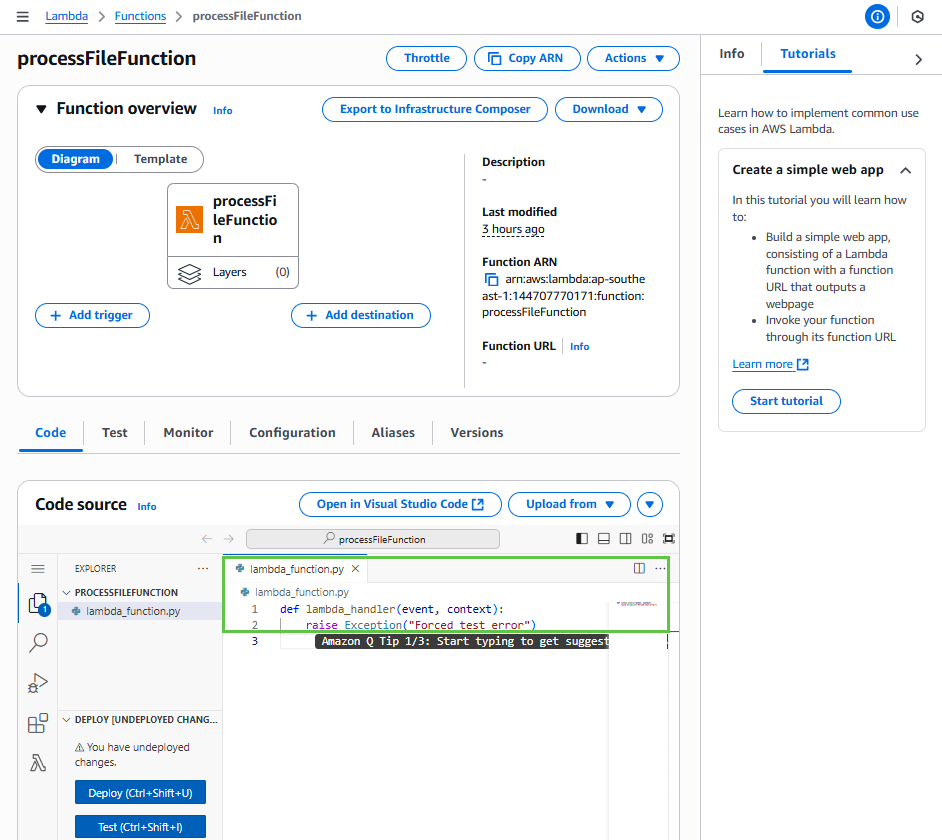 Lambda > Functions > processFileFunction
processFileFunction
Throttle
Copy ARN
Actions
Function overview Info
Export to Infrastructure Composer
Download
Diagram
Template
processFi
leFunctio
n
Layers (0)
Add trigger
Add destination
Description
-
Last modified
3 hours ago
Function ARN
arn:aws:lambda:ap-southe
ast-1:144707770171:function:
processFileFunction
Function URL Info
-
Code
Test
Monitor
Configuration
Aliases
Versions
Code source Info
Open in Visual Studio Code
Upload from
processFileFunction
EXPLORER
PROCESSFILEFUNCTION
lambda_function.py
1
DEPLOY [UNDEPLOYED CHANG...
You have undeployed
changes.
Deploy (Ctrl+Shift+U)
Test (Ctrl+Shift+I)
lambda_function.py
lambda_function.py
1 def lambda_handler(event, context):
2 raise Exception("Forced test error")
3 Amazon Q Tip 1/3: Start typing to get suggest
Info
Tutorials
Learn how to implement common use
cases in AWS Lambda.
Create a simple web app
In this tutorial you will learn how
to:
• Build a simple web app,
consisting of a Lambda
function with a function
URL that outputs a
webpage
• Invoke your function
through its function URL
Learn more
Start tutorial